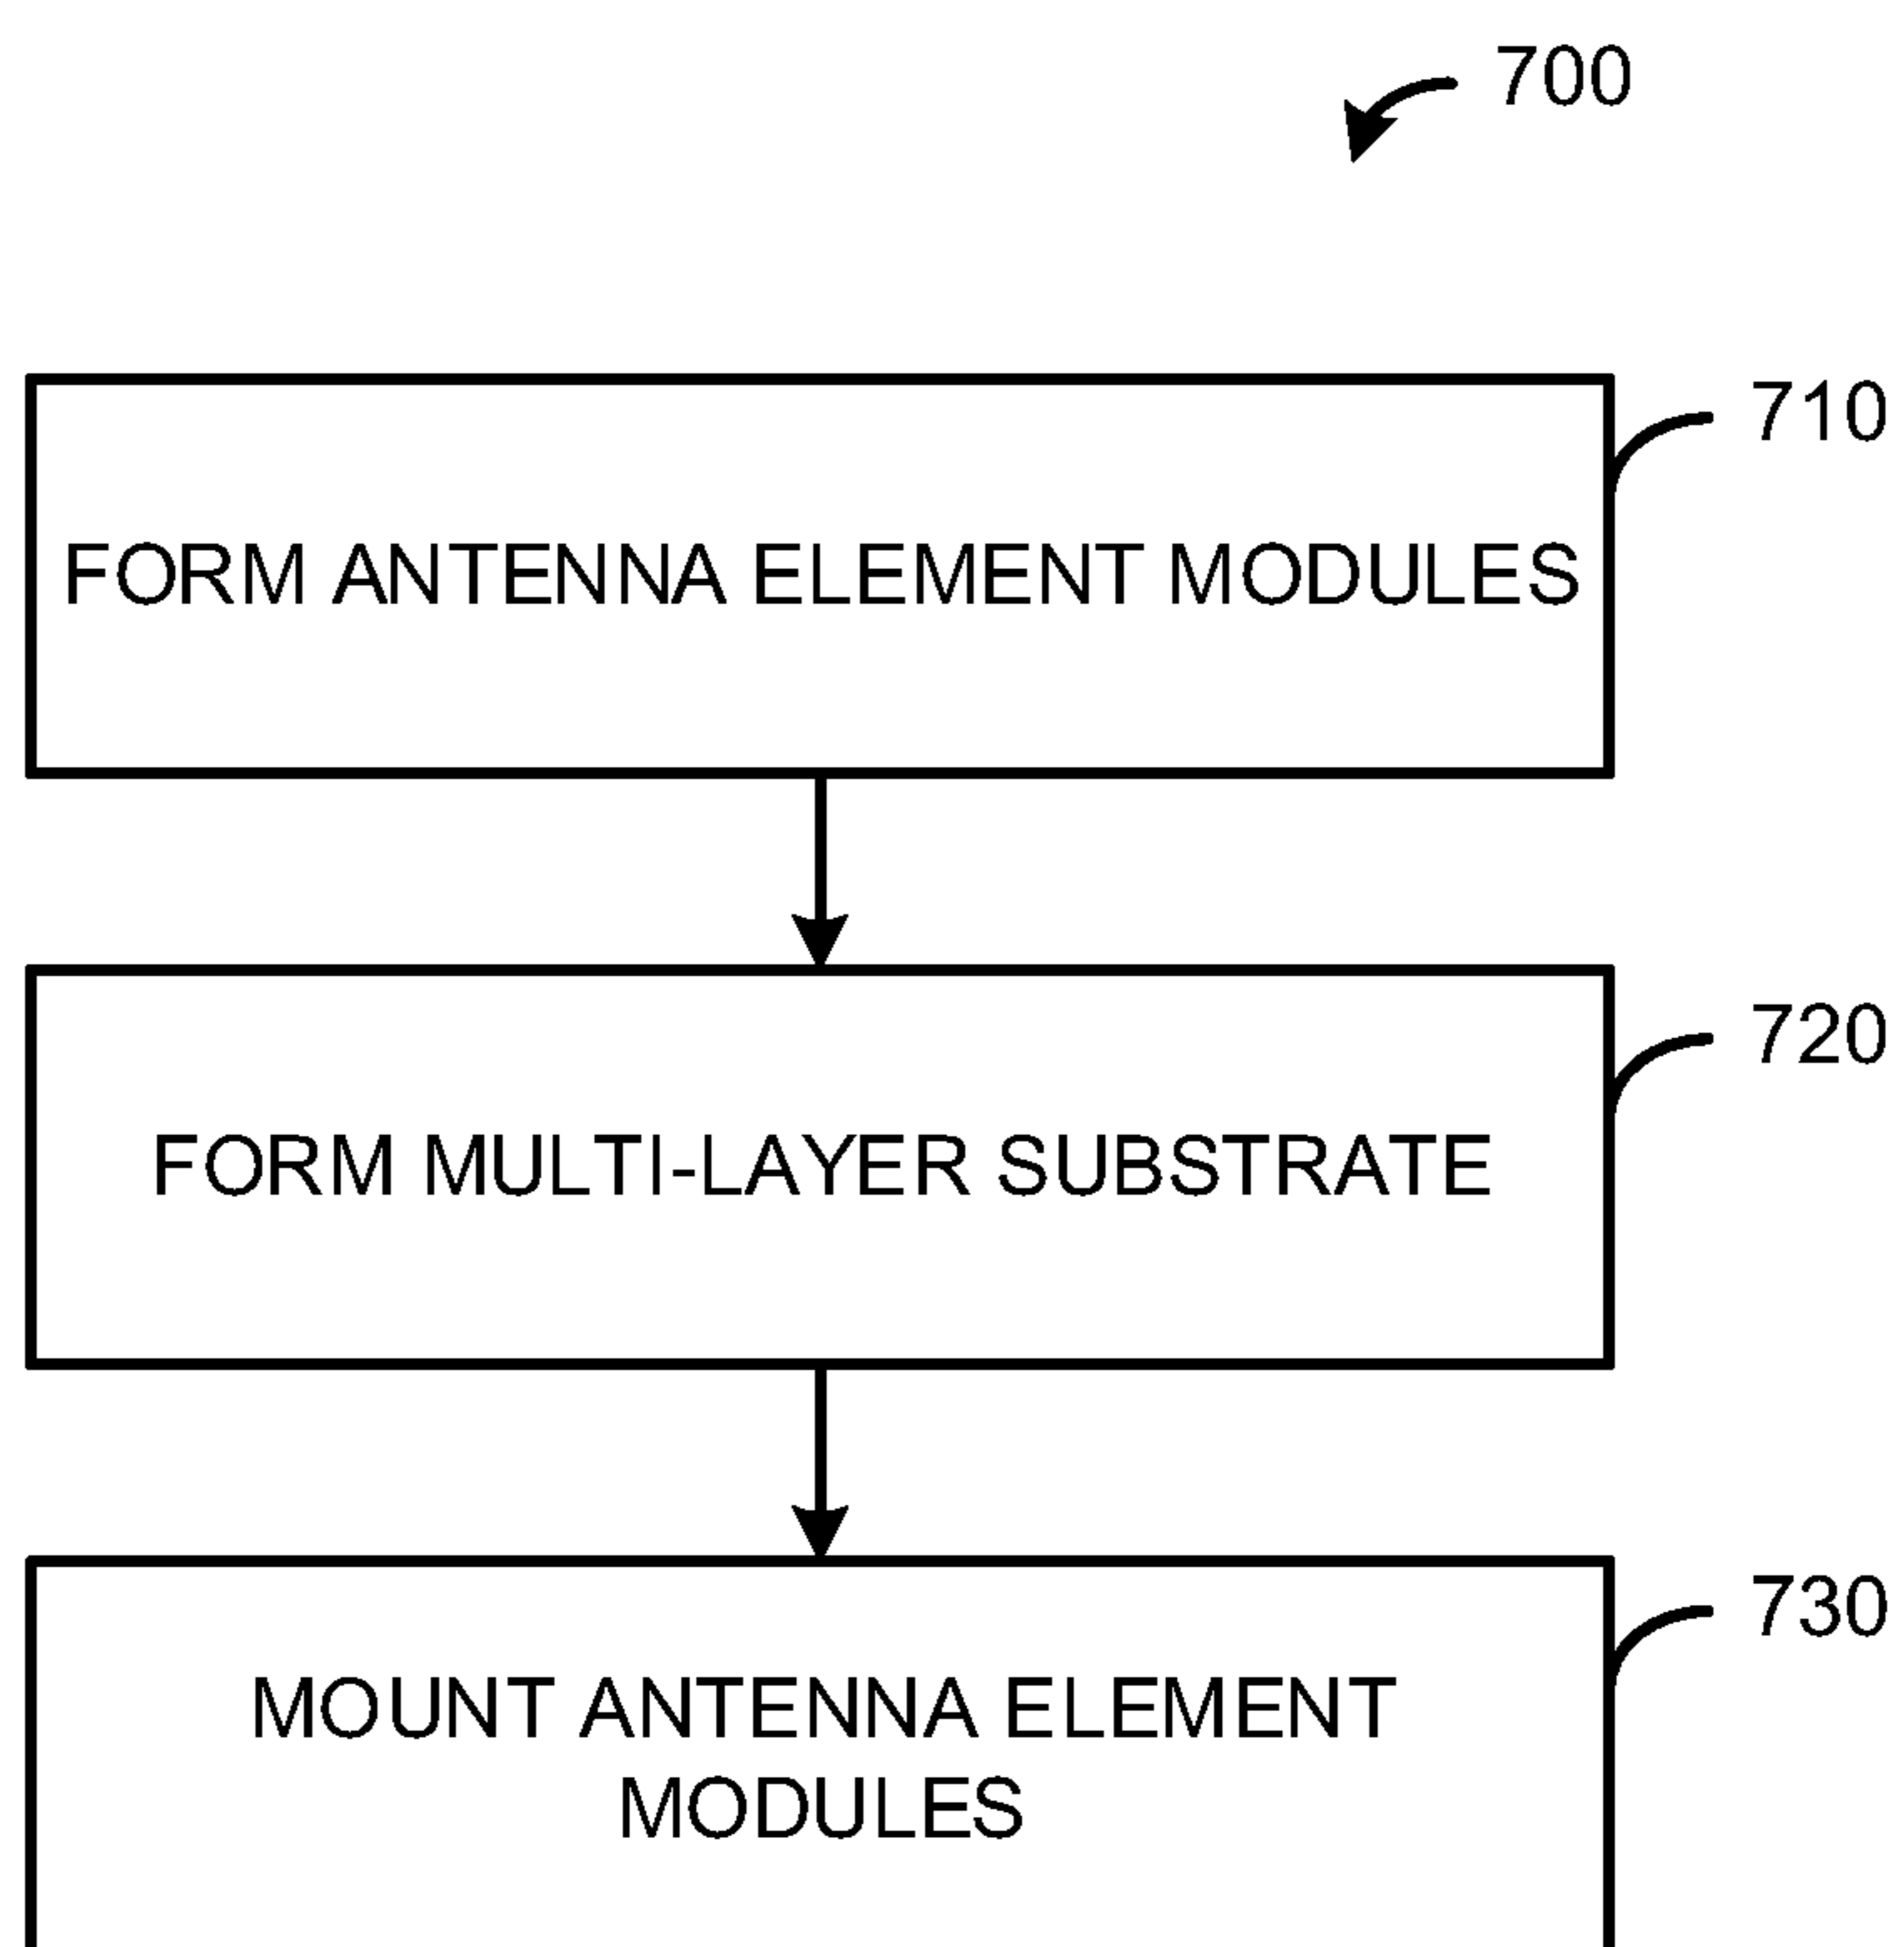 700
710
FORM ANTENNA ELEMENT MODULES
720
FORM MULTI-LAYER SUBSTRATE
730
MOUNT ANTENNA ELEMENT
MODULES